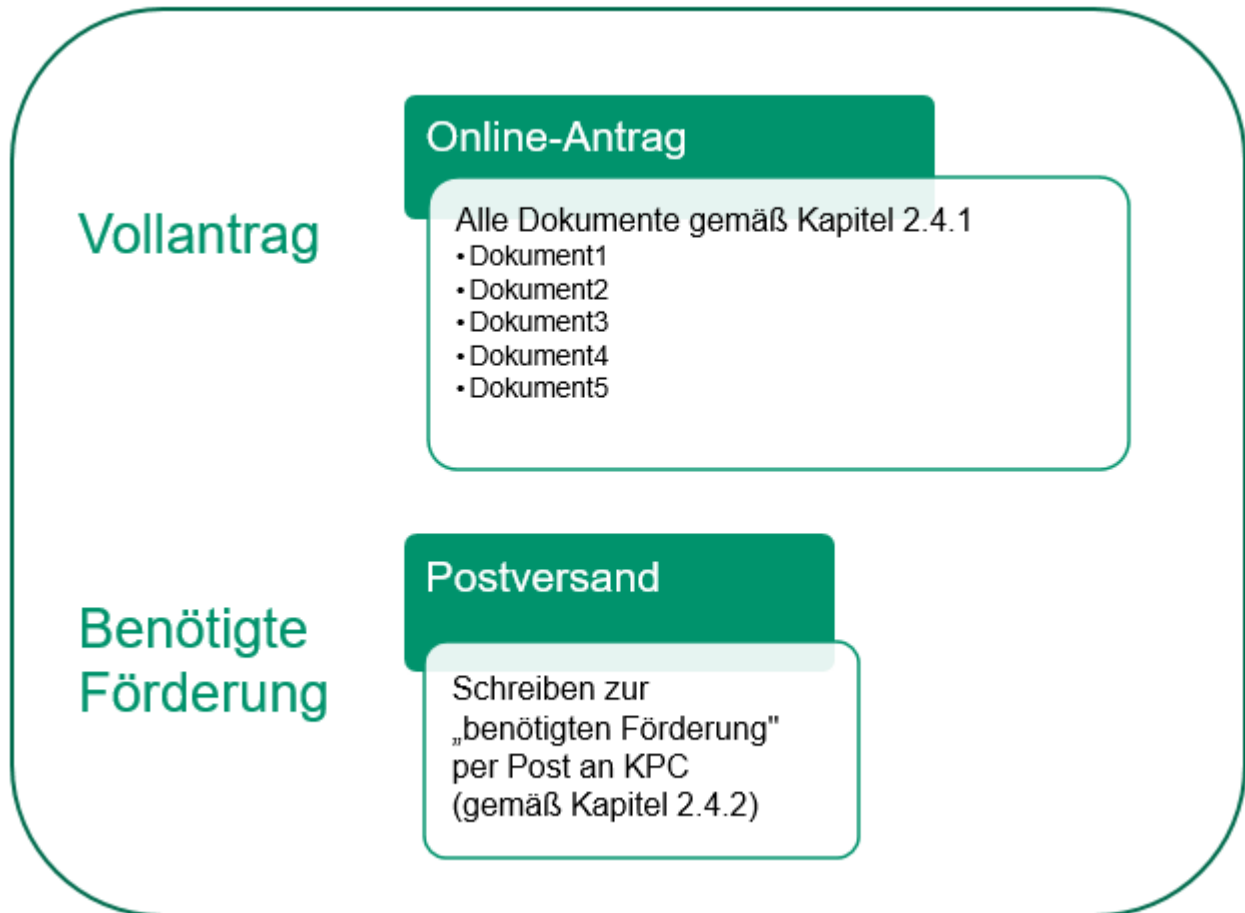 Online-Antrag
Vollantrag
Alle Dokumente gemäß Kapitel 2.4.1
• Dokument1
• Dokument2
• Dokument3
• Dokument4
• Dokument5
Postversand
Benötigte
Förderung
Schreiben zur
„benötigten Förderung"
per Post an KPC
(gemäß Kapitel 2.4.2)